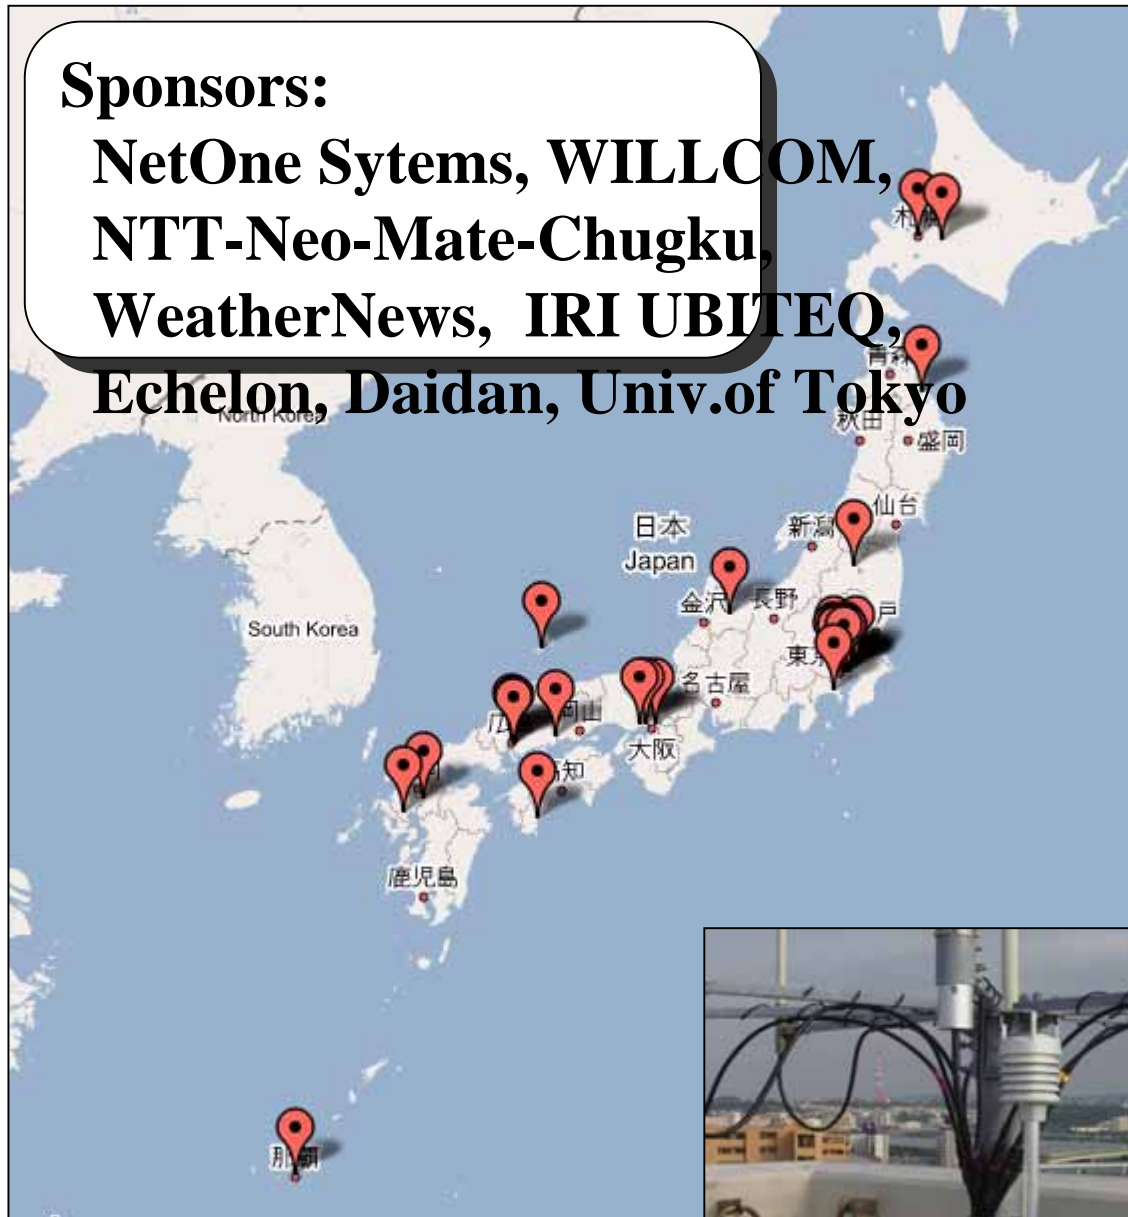 Sponsors:
NetOne Sytems, WILLCOM,
NTT-Neo-Mate-Chugku,
WeatherNews, IRI UBITEQ,
Echelon, Daidan, Univ.of Tokyo
North Korea
秋田
盛岡
仙台
新潟
日本
Japan
金沢
長野
South Korea
名古屋
大阪
鹿児島